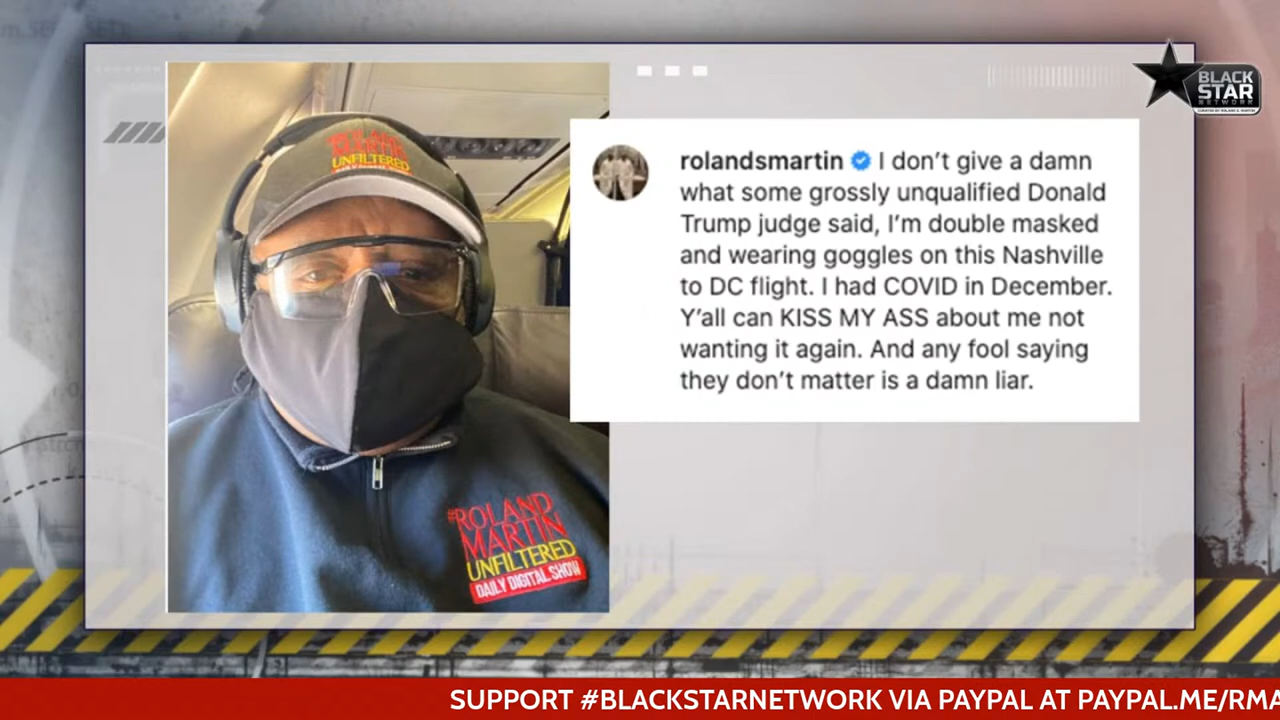 BLACK
STAR
NETWORK
ROLAND
MARTIN
UNFILTERED
rolandsmartin I don’t give a damn
what some grossly unqualified Donald
Trump judge said, I’m double masked
and wearing goggles on this Nashville
to DC flight. I had COVID in December.
Y’all can KISS MY ASS about me not
wanting it again. And any fool saying
they don’t matter is a damn liar.
#ROLAND
MARTIN
UNFILTERED
DAILY DIGITAL SHOW
SUPPORT #BLACKSTARNETWORK VIA PAYPAL AT PAYPAL.ME/RMA